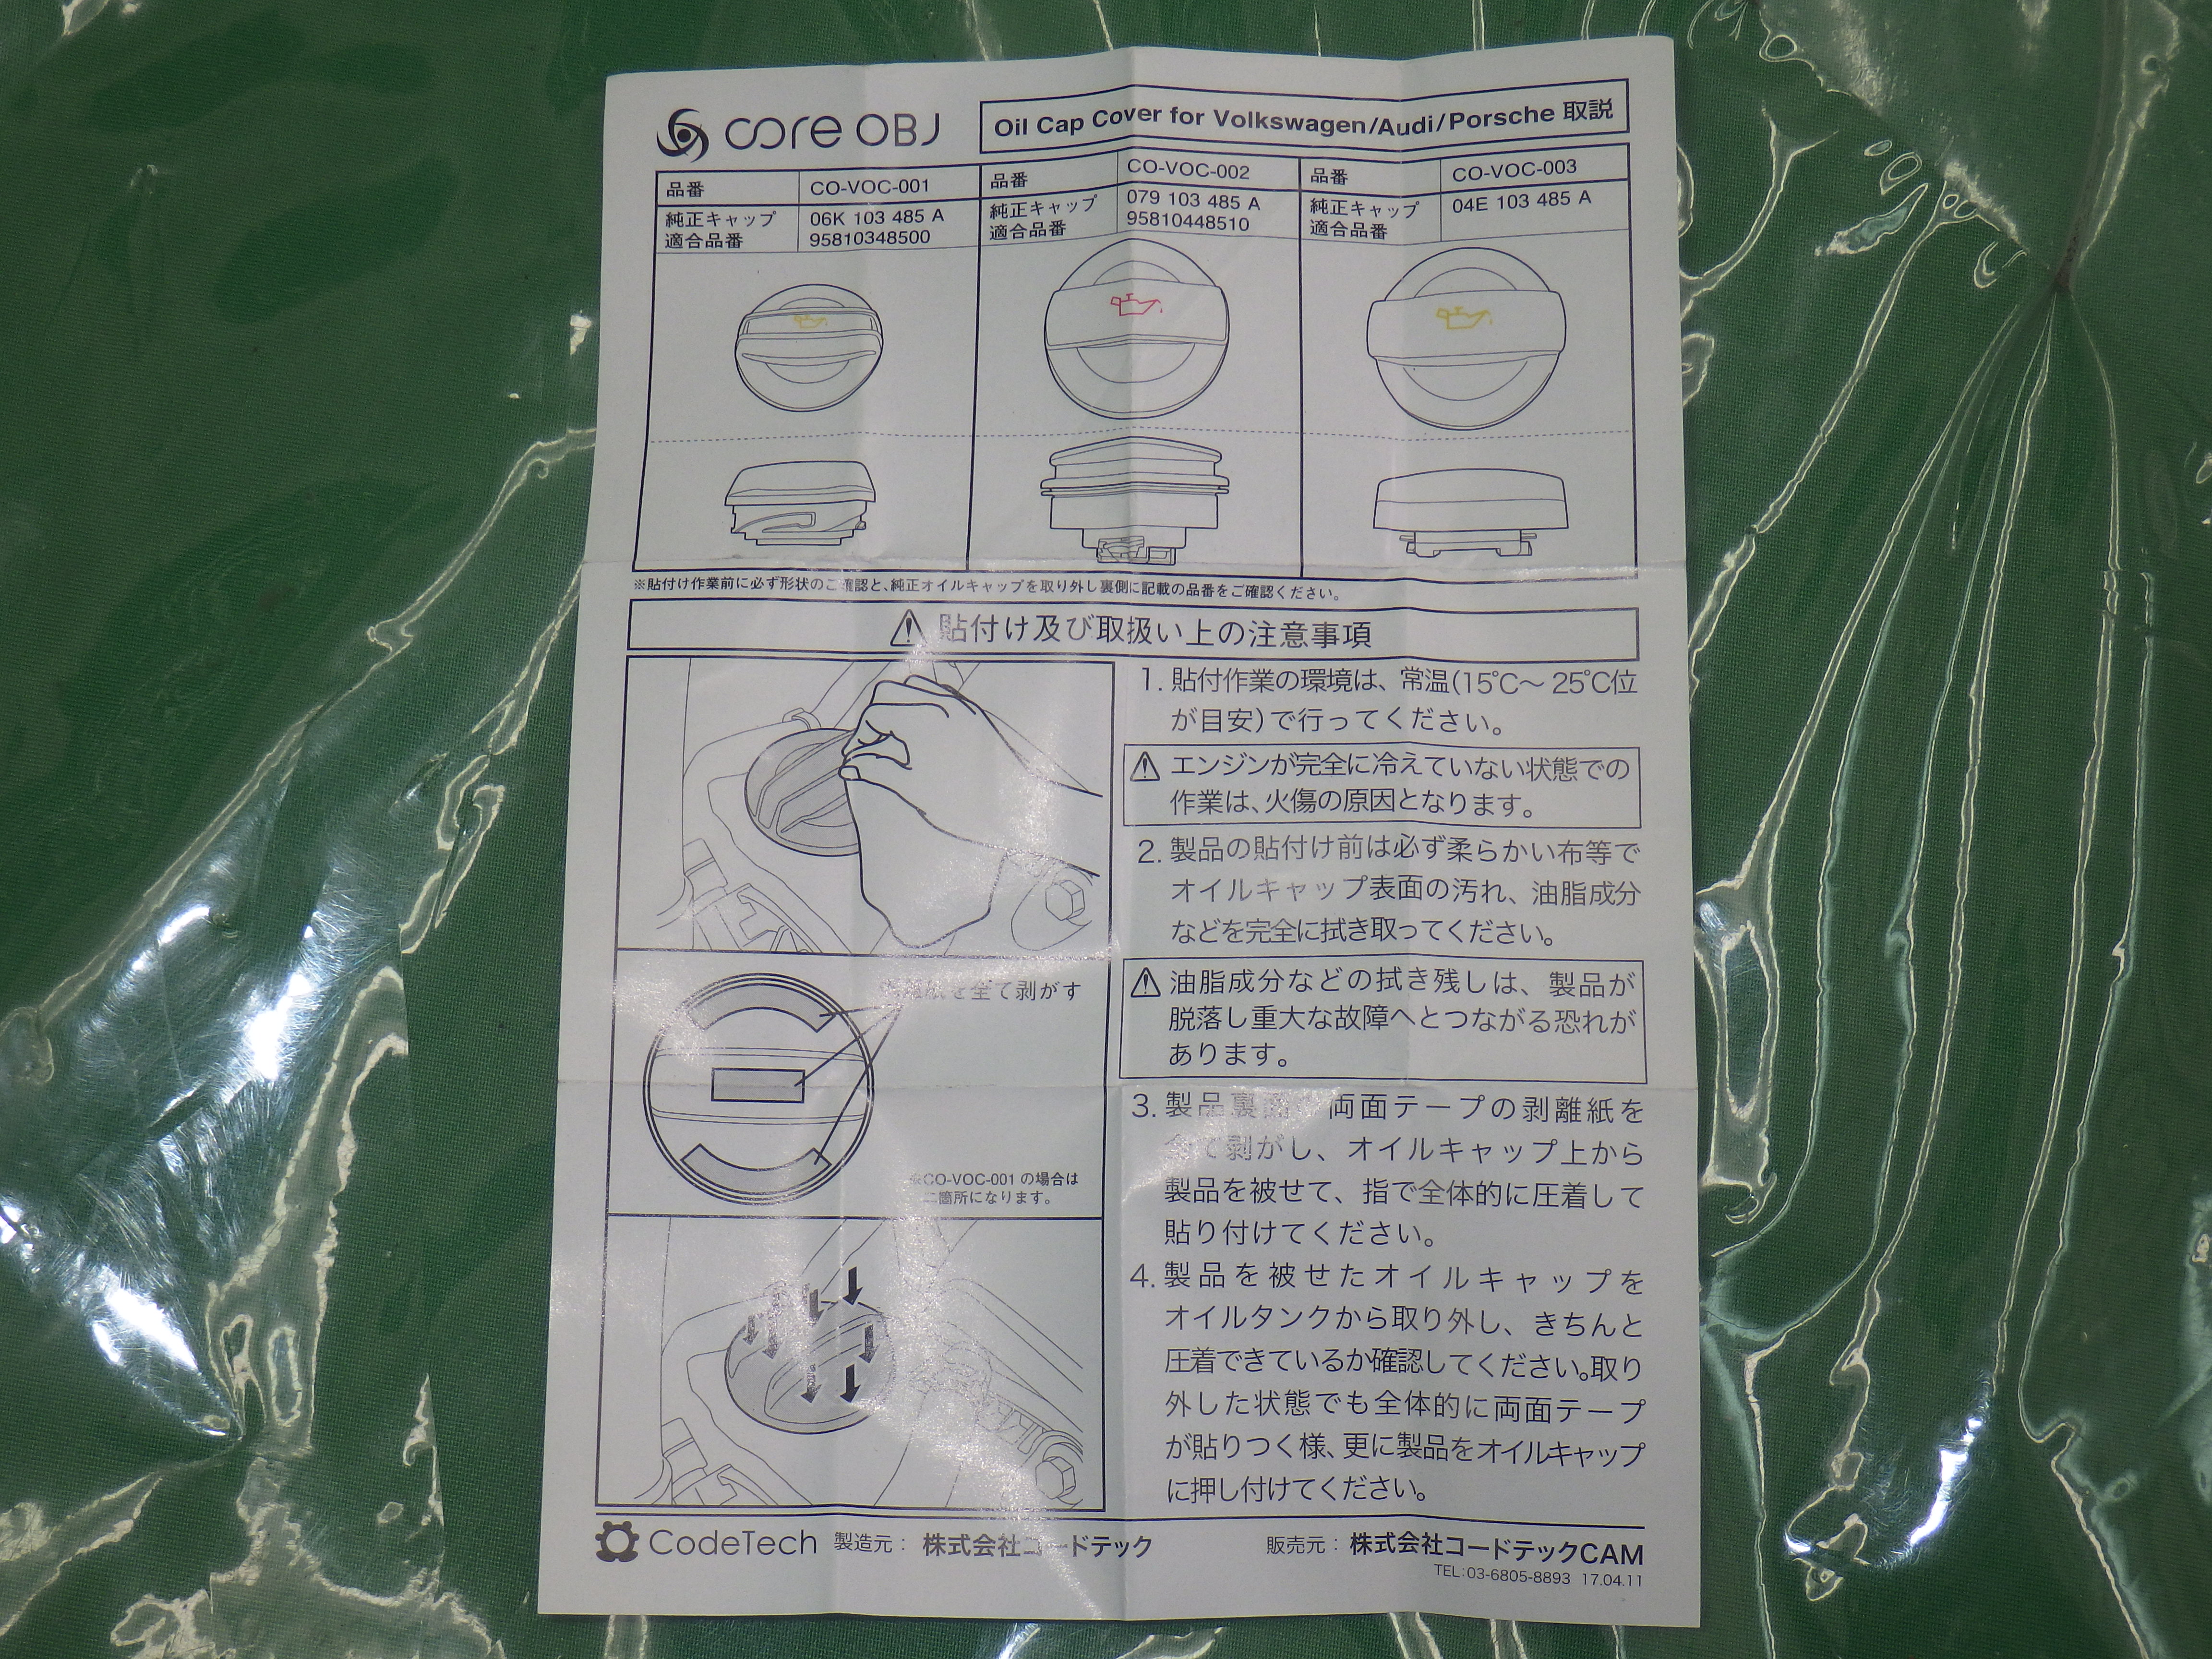 core OBJ
Oil Cap Cover for Volkswagen/Audi/Porsche 取説
品番 CO-VOC-001
純正キャップ 06K 103 485 A
適合品番 95810348500
品番 CO-VOC-002
純正キャップ 079 103 485 A
適合品番 95810448510
品番 CO-VOC-003
純正キャップ 04E 103 485 A
適合品番
※貼付け作業前に必ず形状のご確認と、純正オイルキャップを取り外し裏側に記載の品番をご確認ください。
貼付け及び取扱い上の注意事項
1. 貼付作業の環境は、常温(15℃～25℃位
が目安)で行ってください。
エンジンが完全に冷えていない状態での
作業は、火傷の原因となります。
2. 製品の貼付け前は必ず柔らかい布等で
オイルキャップ表面の汚れ、油脂成分
などを完全に拭き取ってください。
油脂成分などの拭き残しは、製品が
脱落し重大な故障へとつながる恐れが
あります。
3. 製品裏 両面テープの剥離紙を
全て剥がし、オイルキャップ上から
製品を被せて、指で全体的に圧着して
貼り付けてください。
4. 製品を被せたオイルキャップを
オイルタンクから取り外し、きちんと
圧着できているか確認してください。取り
外した状態でも全体的に両面テープ
が貼りつく様、更に製品をオイルキャップ
に押し付けてください。
剥離紙を全て剥がす
※CO-VOC-001 の場合は
二箇所になります。
CodeTech 製造元： 株式会社コードテック
販売元： 株式会社コードテックCAM
TEL:03-6805-8893 17.04.11